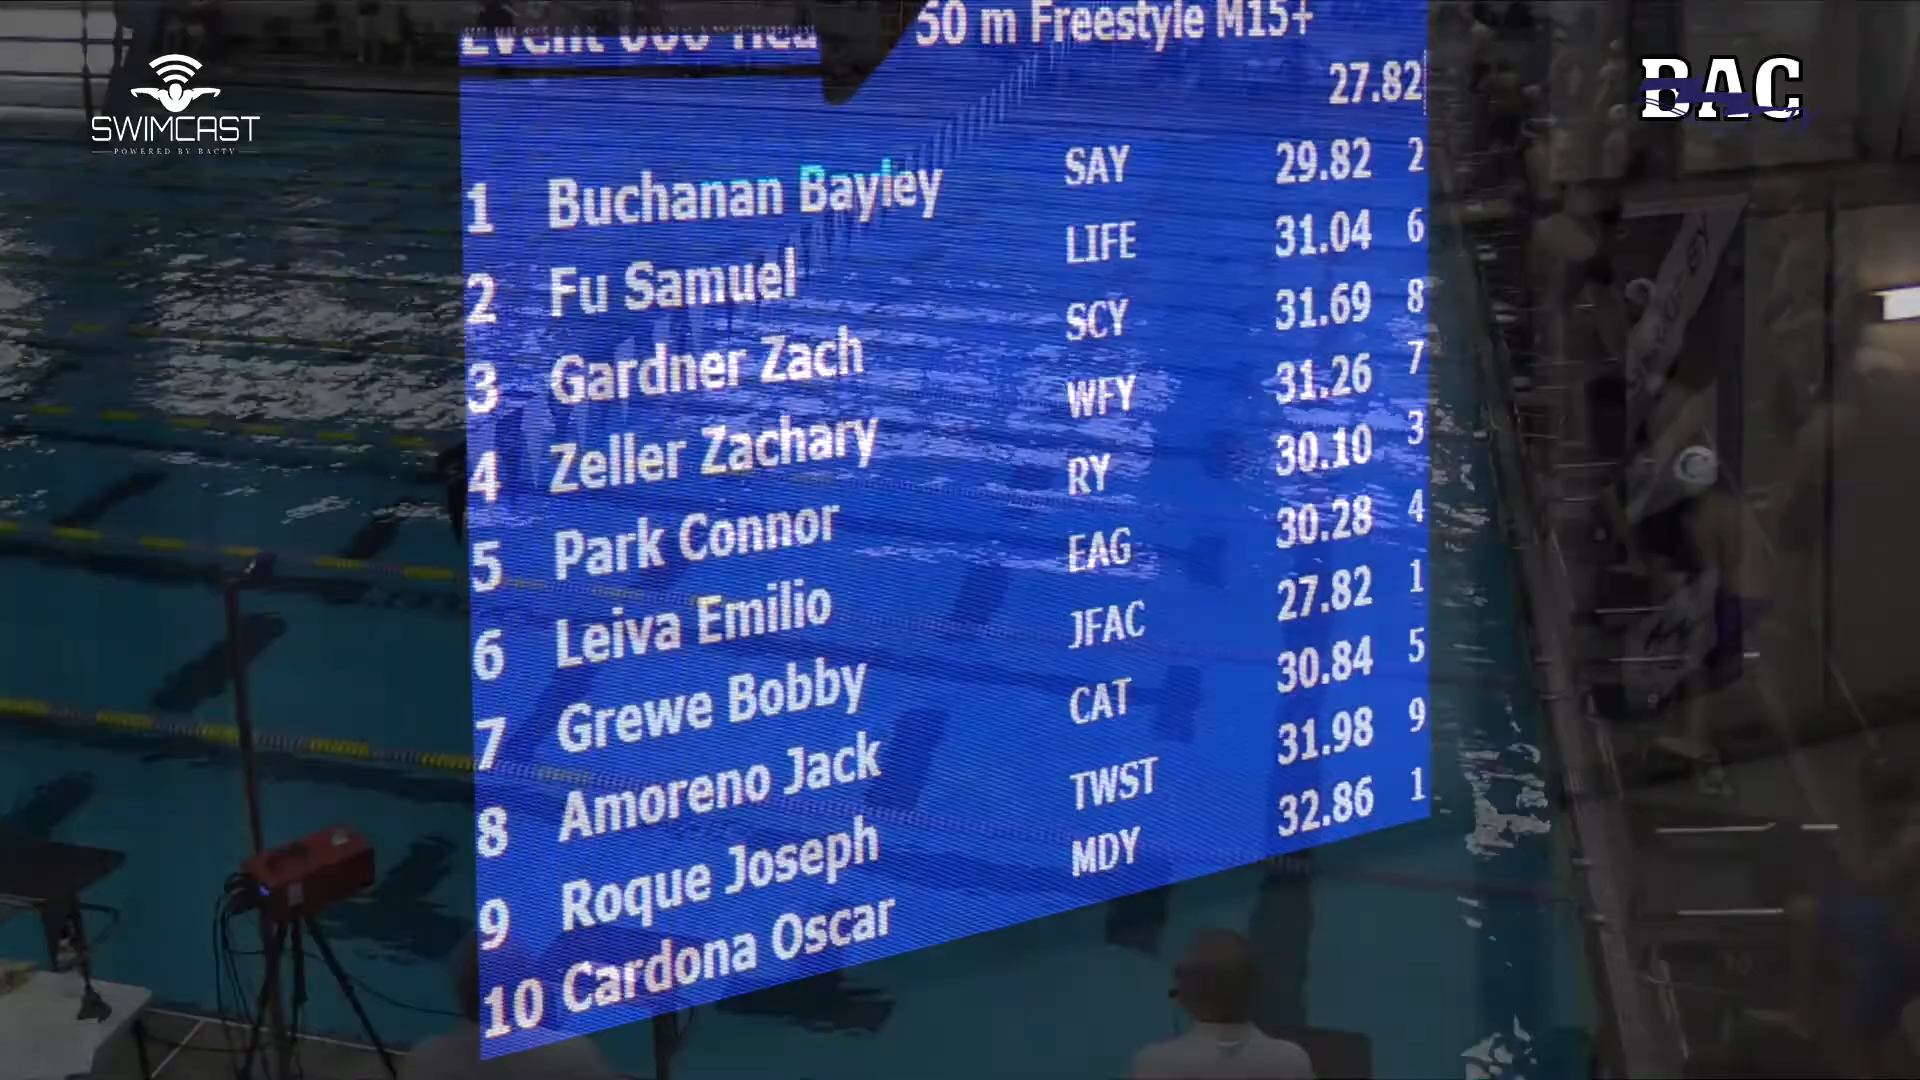 SWIMCAST
POWERED BY BACTV
BAC
50 m Freestyle M15+
27.82
1 Buchanan Bayley SAY 29.82 2
2 Fu Samuel LIFE 31.04 6
3 Gardner Zach SCY 31.69 8
4 Zeller Zachary WFY 31.26 7
5 Park Connor RY 30.10 3
6 Leiva Emilio EAG 30.28 4
7 Grewe Bobby JFAC 27.82 1
8 Amoreno Jack CAT 30.84 5
9 Roque Joseph TWST 31.98 9
10 Cardona Oscar MDY 32.86 1